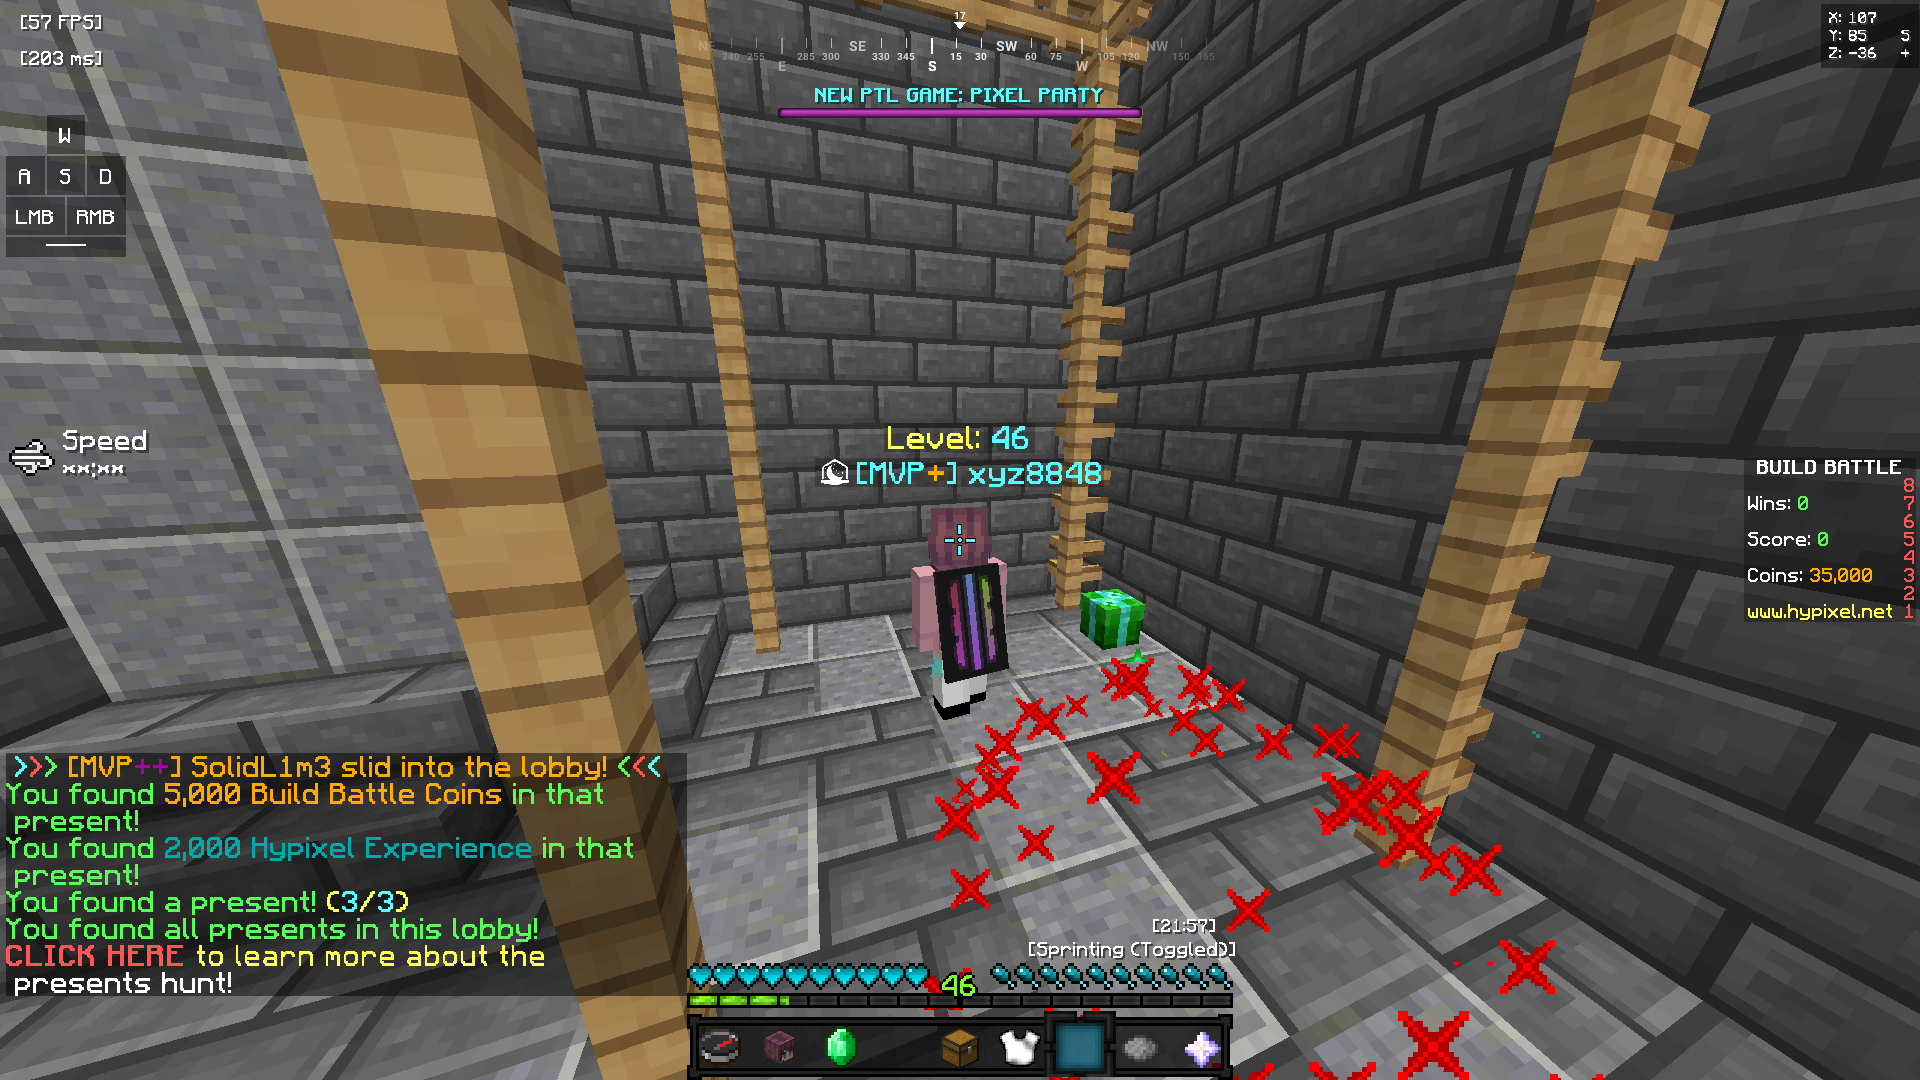 [57 FPS]
[203 ms]
17
SE SW NW
240 255 285 300 330 345 15 30 60 75 105 120 150 165
E S W
NEW PTL GAME: PIXEL PARTY
X: 107
Y: 85 S
Z: -36 +
W
A S D
LMB RMB
Speed
xx:xx
Level: 46
[MVP+] xyz8848
BUILD BATTLE
8
Wins: 0 7
6
Score: 0 5
4
Coins: 35,000 3
2
www.hypixel.net 1
>>> [MVP++] SolidL1m3 slid into the lobby! <<<
You found 5,000 Build Battle Coins in that
present!
You found 2,000 Hypixel Experience in that
present!
You found a present! (3/3)
You found all presents in this lobby!
CLICK HERE to learn more about the
presents hunt!
[21:57]
[Sprinting (Toggled)]
46